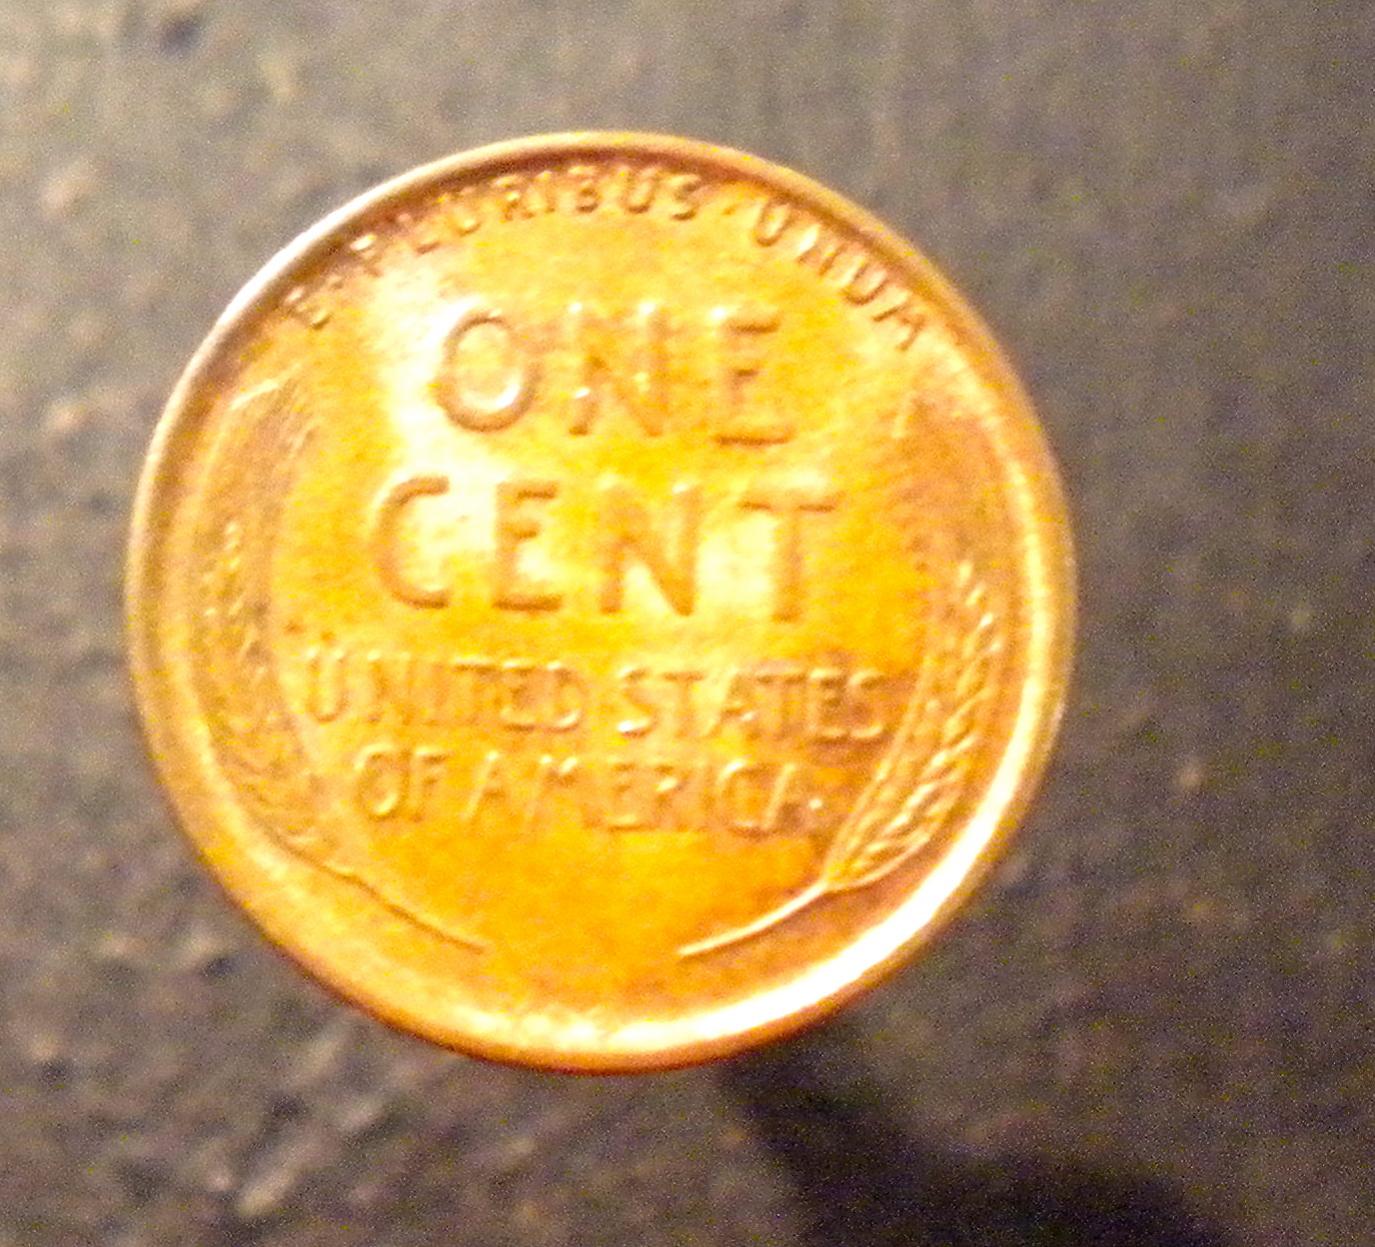 E·PLURIBUS·UNUM
ONE
CENT
UNITED STATES
OF AMERICA